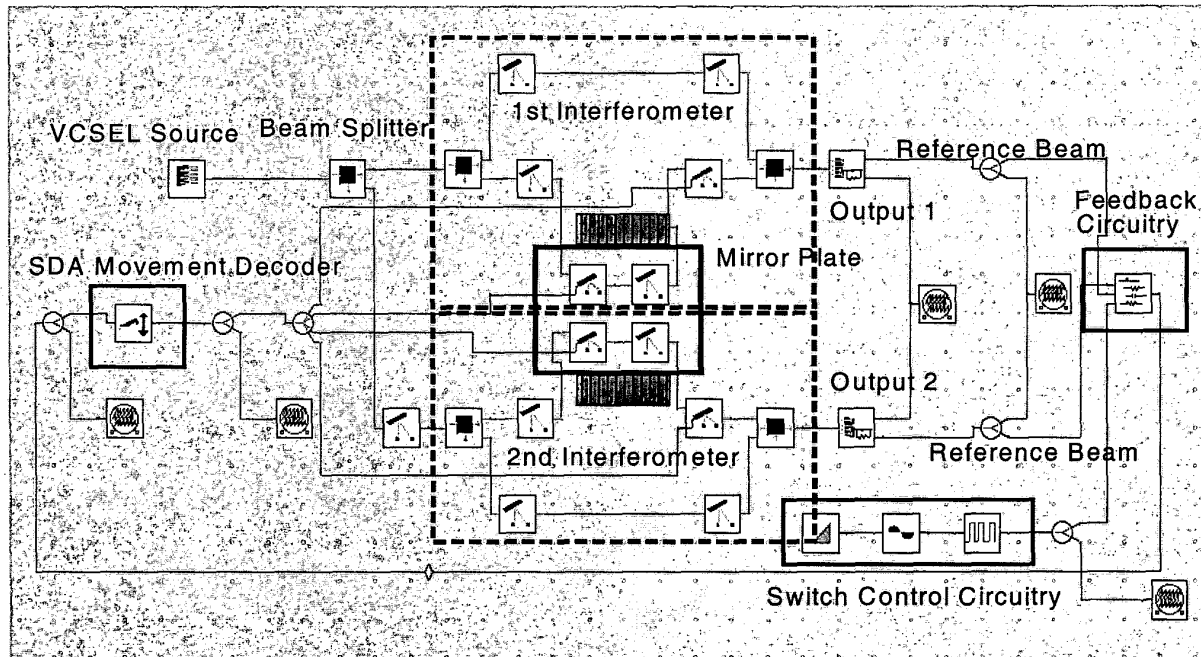 1st Interferometer
VCSEL Source
Beam Splitter
Reference Beam
Output 1
Feedback
Circuitry
SDA Movement Decoder
Mirror Plate
Output 2
2nd Interferometer
Reference Beam
Switch Control Circuitry